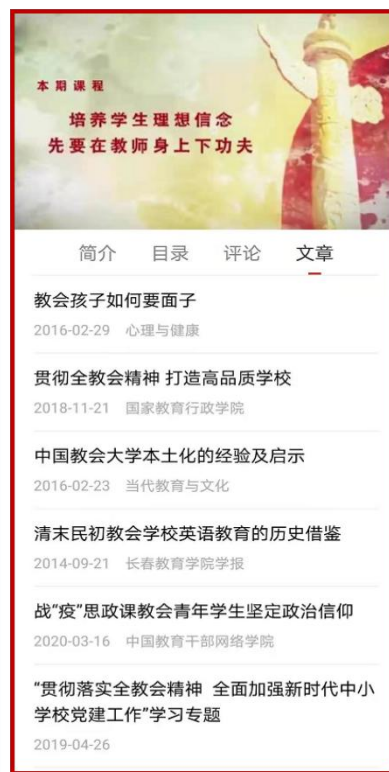 本期课程
培养学生理想信念
先要在教师身上下功夫
简介 目录 评论 文章
教会孩子如何要面子
2016-02-29 心理与健康
贯彻全教会精神 打造高品质学校
2018-11-21 国家教育行政学院
中国教会大学本土化的经验及启示
2016-02-23 当代教育与文化
清末民初教会学校英语教育的历史借鉴
2014-09-21 长春教育学院学报
战"疫"思政课教会青年学生坚定政治信仰
2020-03-16 中国教育干部网络学院
“贯彻落实全教会精神 全面加强新时代中小
学校党建工作”学习专题
2019-04-26